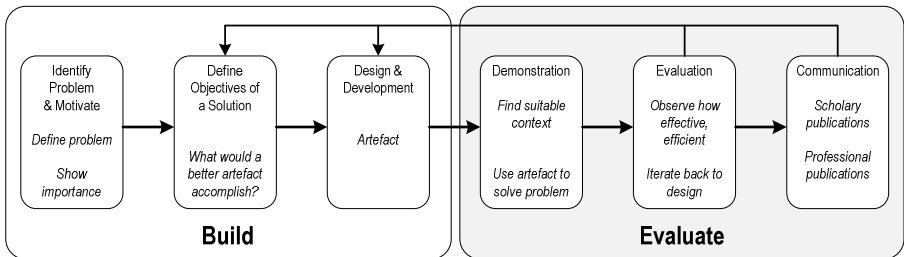 Identify
Problem
& Motivate
Define problem
Show
importance
Define
Objectives of
a Solution
What would a
better artefact
accomplish?
Design &
Development
Artefact
Demonstration
Find suitable
context
Use artefact to
solve problem
Evaluation
Observe how
effective,
efficient
Iterate back to
design
Communication
Scholary
publications
Professional
publications
Build
Evaluate